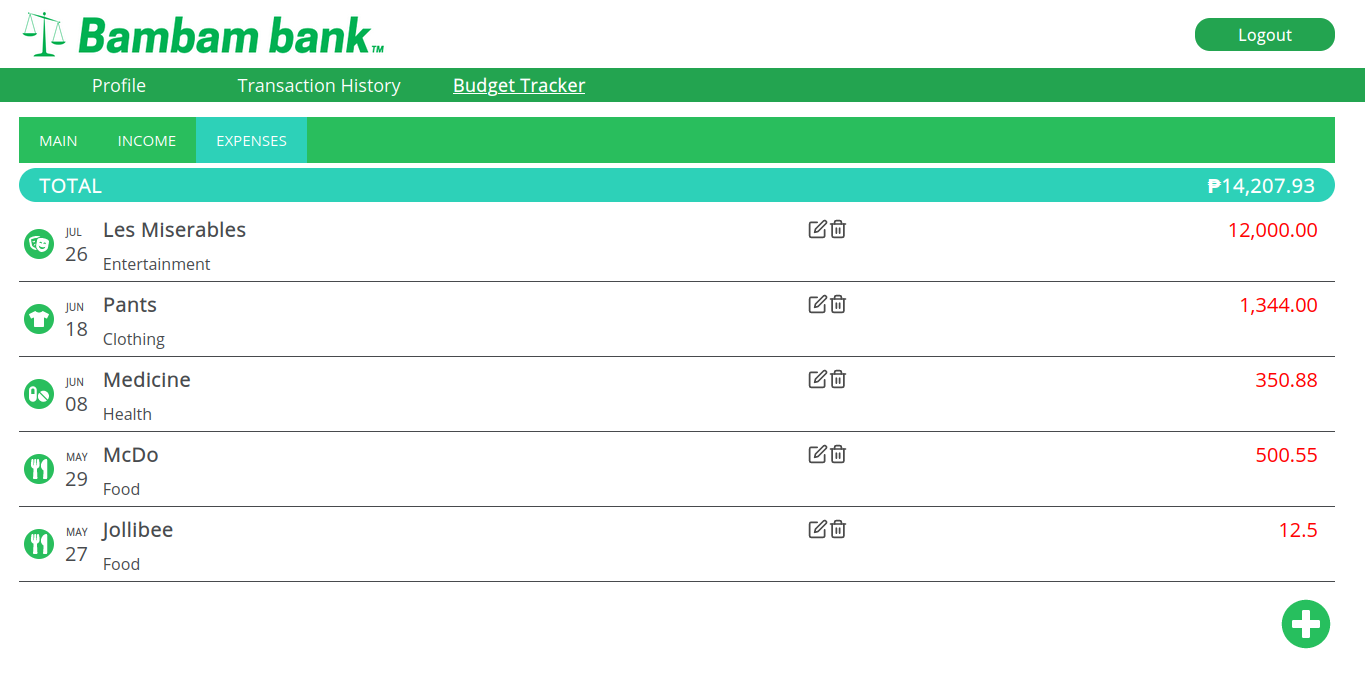 Bambam bank™
Logout
Profile Transaction History Budget Tracker
MAIN INCOME EXPENSES
TOTAL ₱14,207.93
JUL 26 Les Miserables 12,000.00
Entertainment
JUN 18 Pants 1,344.00
Clothing
JUN 08 Medicine 350.88
Health
MAY 29 McDo 500.55
Food
MAY 27 Jollibee 12.5
Food